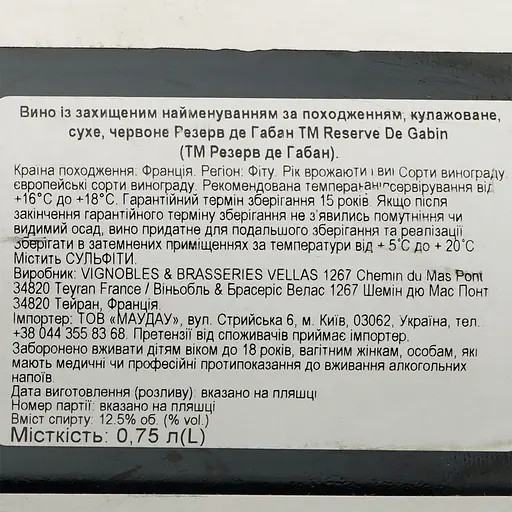 Вино із захищеним найменуванням за походженням, кулажоване,
сухе, червоне Резерв де Габан ТМ Reserve De Gabin
(ТМ Резерв де Габан).
Країна походження: Франція. Регіон: Фіту. Рік врожаю Сорти винограду
європейські сорти винограду. Рекомендована температура сервірування від
+16°C до +18°C. Гарантійний термін зберігання 15 років. Якщо після
закінчення гарантійного терміну зберігання не з'явились помутніння чи
видимий осад, вино придатне для подальшого зберігання та реалізації
Зберігати в затемнених приміщеннях за температури від + 5°C до + 20°C
Містить СУЛЬФІТИ.
Виробник: VIGNOBLES & BRASSERIES VELLAS 1267 Chemin du Mas Pont
34820 Teyran France / Віньобль & Брасеріс Велас 1267 Шемін дю Мас Понт
34820 Тейран, Франція.
Імпортер: ТОВ «МАУДАУ», вул. Стрийська 6, м. Київ, 03062, Україна, тел.
+38 044 355 83 68. Претензії від споживачів приймає імпортер.
Заборонено вживати дітям віком до 18 років, вагітним жінкам, особам, які
мають медичні чи професійні протипоказання до вживання алкогольних
напоїв.
Дата виготовлення (розливу): вказано на пляшці
Номер партії: вказано на пляшці
Вміст спирту: 12.5% об. (% vol.)
Місткість: 0,75 л(L)